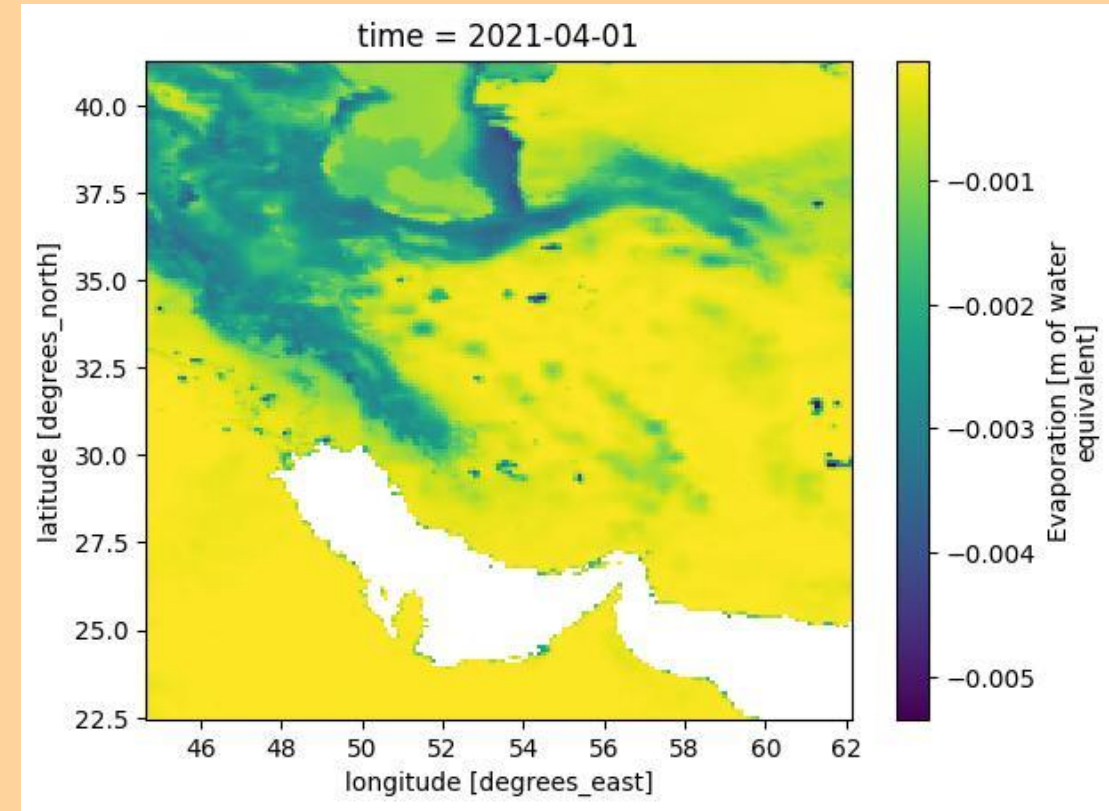 time = 2021-04-01
40.0
37.5
35.0
32.5
30.0
27.5
25.0
22.5
latitude [degrees_north]
46 48 50 52 54 56 58 60 62
longitude [degrees_east]
−0.001
−0.002
−0.003
−0.004
−0.005
Evaporation [m of water
equivalent]